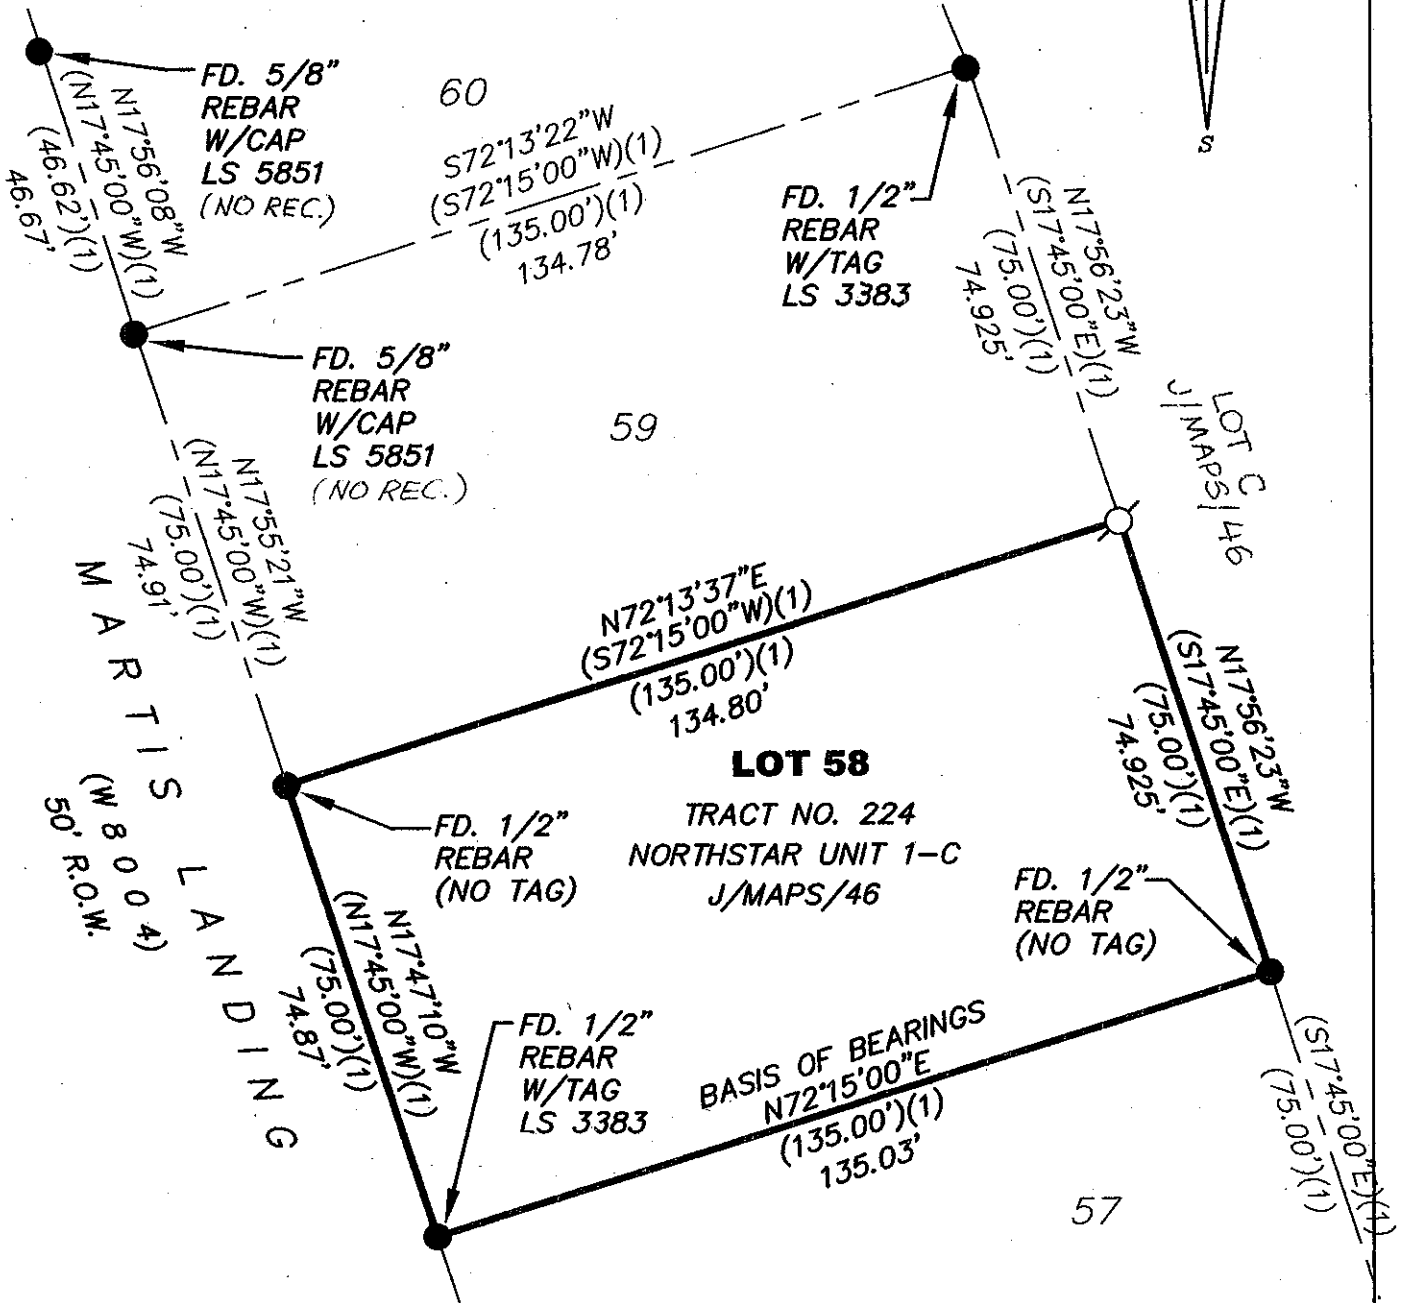 S
FD. 5/8"
REBAR
W/CAP
LS 5851
(NO REC.)
60
N17°56'08"W
(N17°45'00"W)(1)
(46.62')(1)
46.67'
S72°13'22"W
(S72°15'00"W)(1)
(135.00')(1)
134.78'
FD. 1/2"
REBAR
W/TAG
LS 3383
N17°56'23"W
(S17°45'00"E)(1)
(75.00')(1)
74.925'
FD. 5/8"
REBAR
W/CAP
LS 5851
(NO REC.)
59
LOT C
J/MAPS/46
N17°55'21"W
(N17°45'00"W)(1)
(75.00')(1)
74.91'
MARTIS LANDING
(W 8004)
50' R.O.W.
N72°13'37"E
(S72°15'00"W)(1)
(135.00')(1)
134.80'
LOT 58
TRACT NO. 224
NORTHSTAR UNIT 1-C
J/MAPS/46
N17°56'23"W
(S17°45'00"E)(1)
(75.00')(1)
74.925'
FD. 1/2"
REBAR
(NO TAG)
FD. 1/2"
REBAR
(NO TAG)
N17°47'10"W
(N17°45'00"W)(1)
(75.00')(1)
74.87'
FD. 1/2"
REBAR
W/TAG
LS 3383
BASIS OF BEARINGS
N72°15'00"E
(135.00')(1)
135.03'
(S17°45'00"E)(1)
(75.00')(1)
57